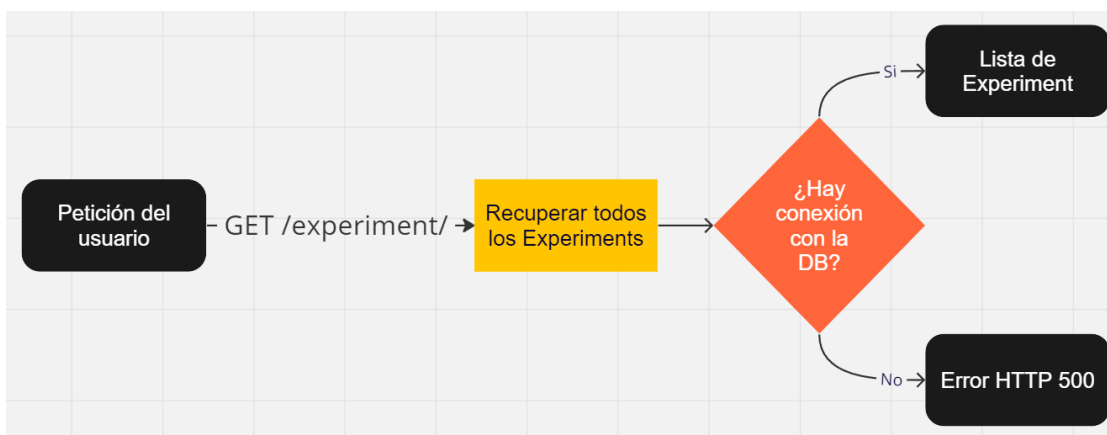 Petición del
usuario
GET /experiment/
Recuperar todos
los Experiments
¿Hay
conexión
con la
DB?
Si
Lista de
Experiment
No
Error HTTP 500